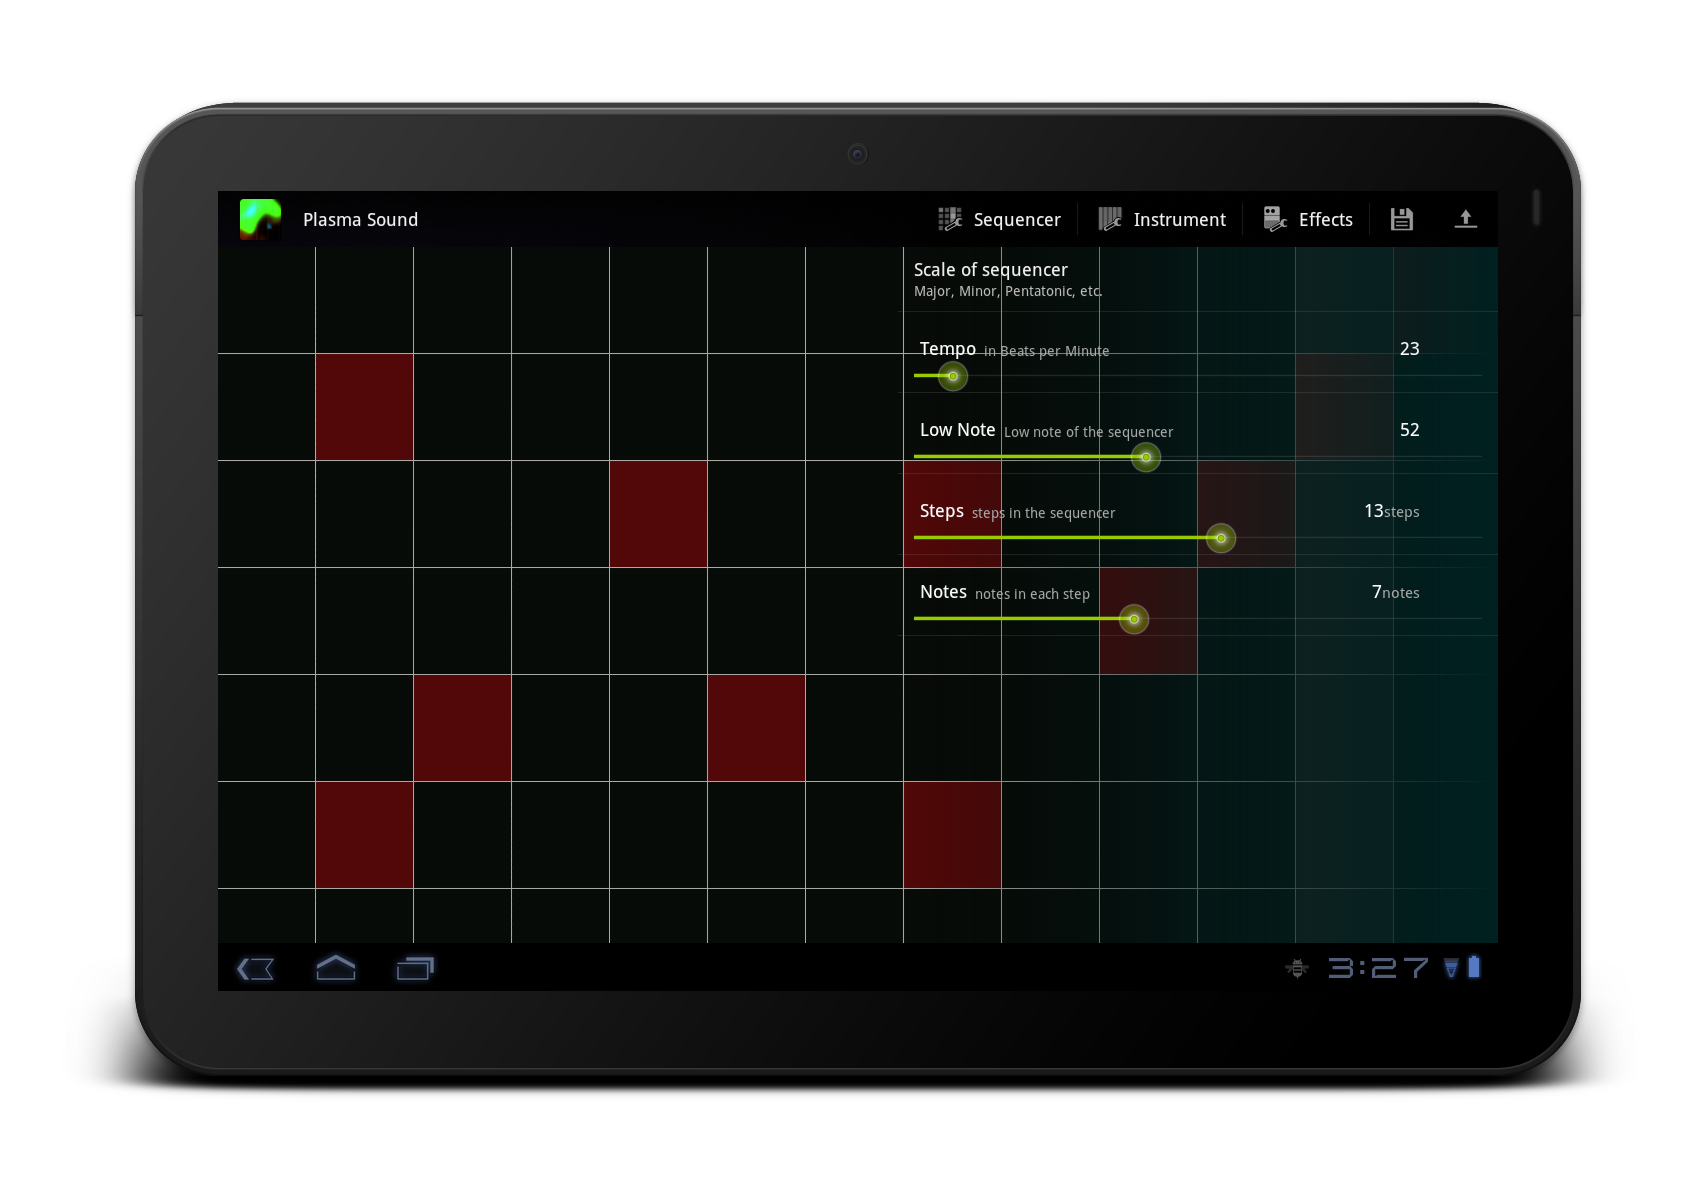 Plasma Sound
Sequencer
Instrument
Effects
Scale of sequencer
Major, Minor, Pentatonic, etc.
Tempo in Beats per Minute 23
Low Note Low note of the sequencer 52
Steps steps in the sequencer 13steps
Notes notes in each step 7notes
3:27